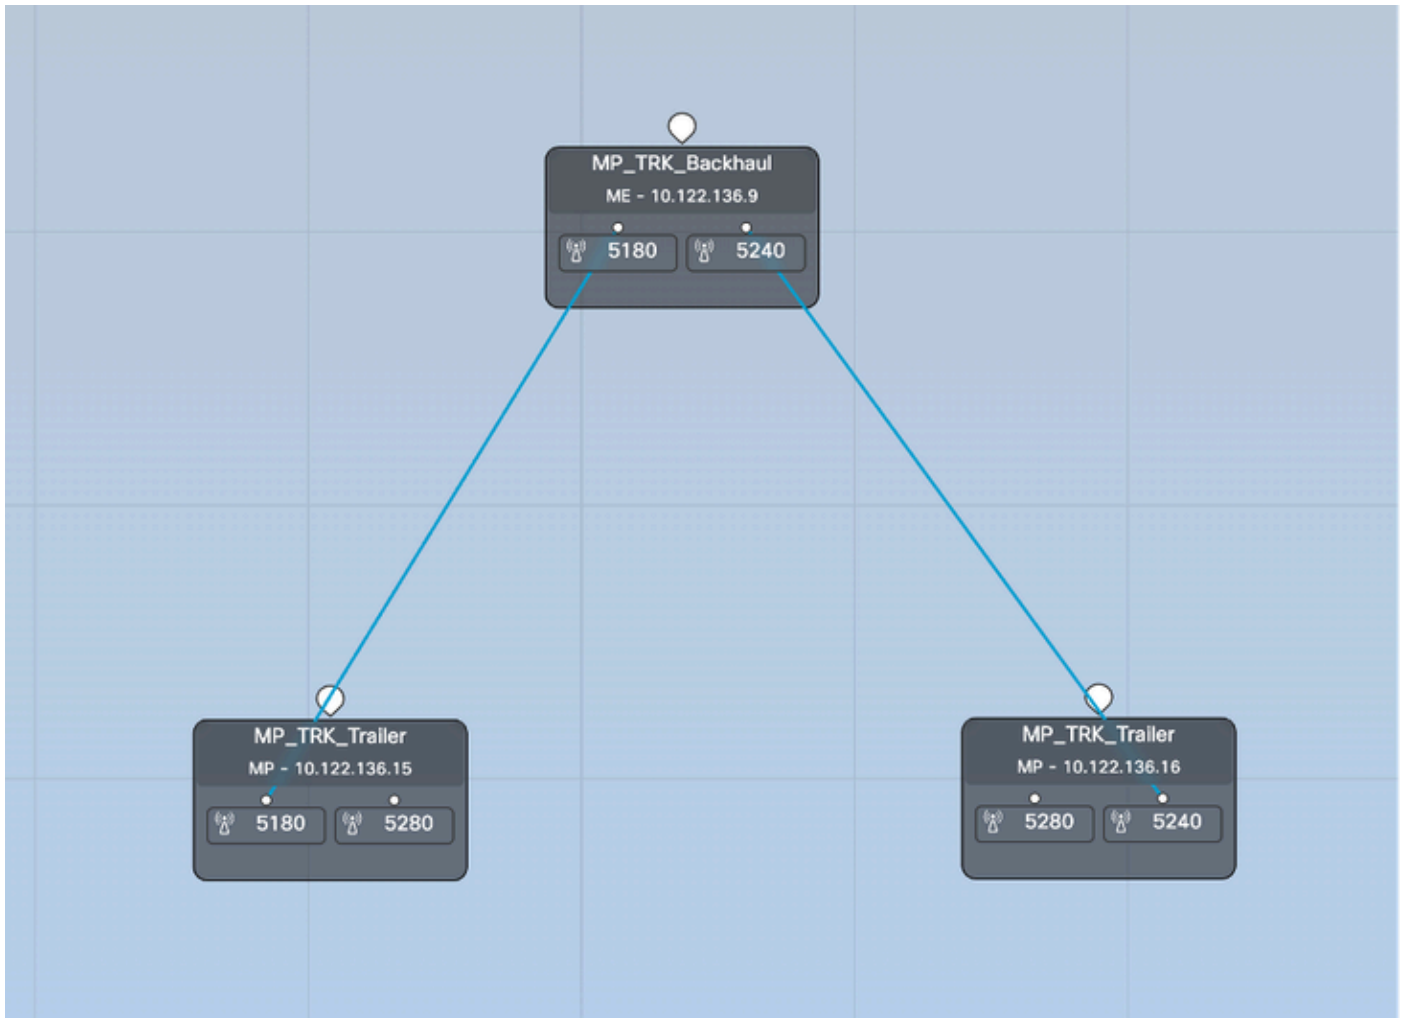 MP_TRK_Backhaul
ME - 10.122.136.9
5180 5240
MP_TRK_Trailer
MP - 10.122.136.15
5180 5280
MP_TRK_Trailer
MP - 10.122.136.16
5280 5240